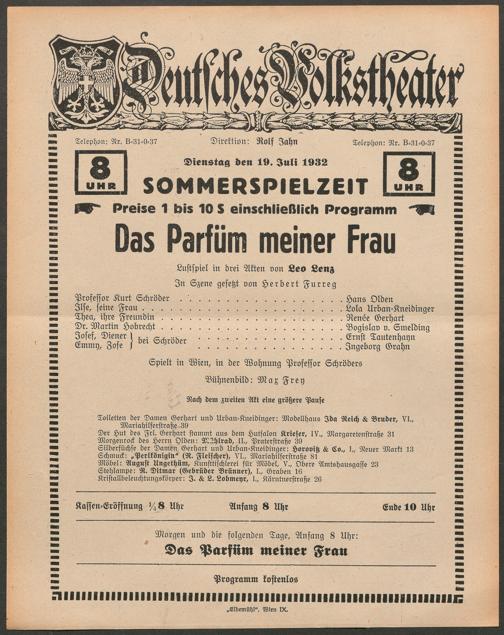 Deutsches Volkstheater
Telephon: Nr. B-31-0-37 Direktion: Rolf Jahn Telephon: Nr. B-31-0-37
8 UHR
Dienstag den 19. Juli 1932
8 UHR
SOMMERSPIELZEIT
Preise 1 bis 10 S einschließlich Programm
Das Parfüm meiner Frau
Lustspiel in drei Akten von Leo Lenz
In Szene gesetzt von Herbert Furreg
Professor Kurt Schröder . . . . . . . . . . Hans Olden
Ilse, seine Frau . . . . . . . . . . Lola Urban-Kneidinger
Thea, ihre Freundin . . . . . . . . . . Renée Gerhart
Dr. Martin Hobrecht . . . . . . . . . . Bogislav v. Smelding
Josef, Diener } bei Schröder . . . . . . . . . . Ernst Tautenhayn
Emmy, Zofe } . . . . . . . . . . Ingeborg Grahn
Spielt in Wien, in der Wohnung Professor Schröders
Bühnenbild: Max Frey
Nach dem zweiten Akt eine größere Pause
Toiletten der Damen Gerhart und Urban-Kneidinger: Modellhaus Ida Reich & Bruder, VI.,
Mariahilferstraße 39
Der Hut des Frl. Gerhart stammt aus dem Hutsalon Krieser, IV., Margaretenstraße 31
Morgenrock des Herrn Olden: Praterstraße 39
Silberfüchse der Damen Gerhart und Urban-Kneidinger: Horovitz & Co., I., Neuer Markt 13
Schmuck: „Perlkönigin“ (R. Fleischer), VI., Mariahilferstraße 81
Möbel: August Ungethüm, Kunsttischlerei für Möbel, V., Obere Amtshausgasse 23
Stehlampe: R. Ditmar (Gebrüder Brünner), I., Graben 16
Kristallbeleuchtungskörper: J. & L. Lobmeyr, I., Kärntnerstraße 26
Kassen-Eröffnung ½8 Uhr Anfang 8 Uhr Ende 10 Uhr
Morgen und die folgenden Tage, Anfang 8 Uhr:
Das Parfüm meiner Frau
Programm kostenlos
„Elbemühl“, Wien IX.